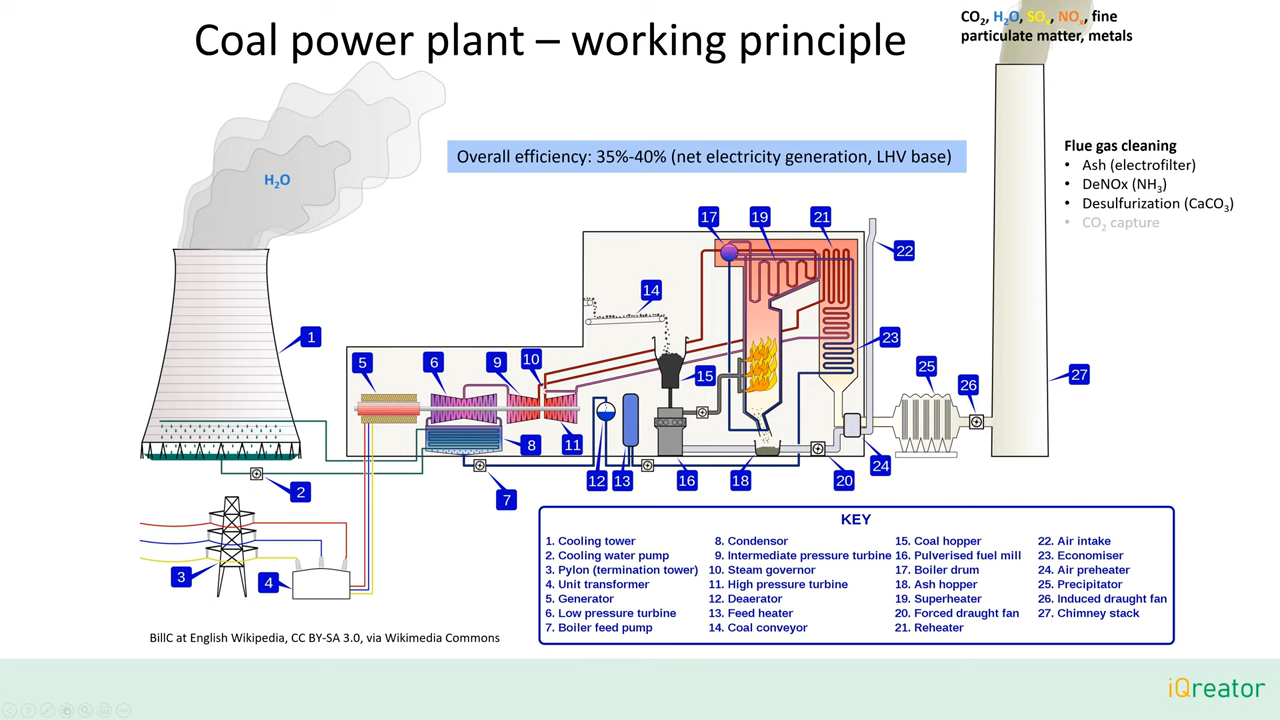 Coal power plant – working principle
CO₂, H₂O, SOₓ, NOₓ, fine
particulate matter, metals
Overall efficiency: 35%-40% (net electricity generation, LHV base)
Flue gas cleaning
• Ash (electrofilter)
• DeNOx (NH₃)
• Desulfurization (CaCO₃)
• CO₂ capture
H₂O
17
19
21
22
14
1
5
6
9
10
15
23
25
26
27
8
11
7
12
13
16
18
20
24
2
3
4
KEY
1. Cooling tower
2. Cooling water pump
3. Pylon (termination tower)
4. Unit transformer
5. Generator
6. Low pressure turbine
7. Boiler feed pump
8. Condensor
9. Intermediate pressure turbine
10. Steam governor
11. High pressure turbine
12. Deaerator
13. Feed heater
14. Coal conveyor
15. Coal hopper
16. Pulverised fuel mill
17. Boiler drum
18. Ash hopper
19. Superheater
20. Forced draught fan
21. Reheater
22. Air intake
23. Economiser
24. Air preheater
25. Precipitator
26. Induced draught fan
27. Chimney stack
BillC at English Wikipedia, CC BY-SA 3.0, via Wikimedia Commons
iQreator